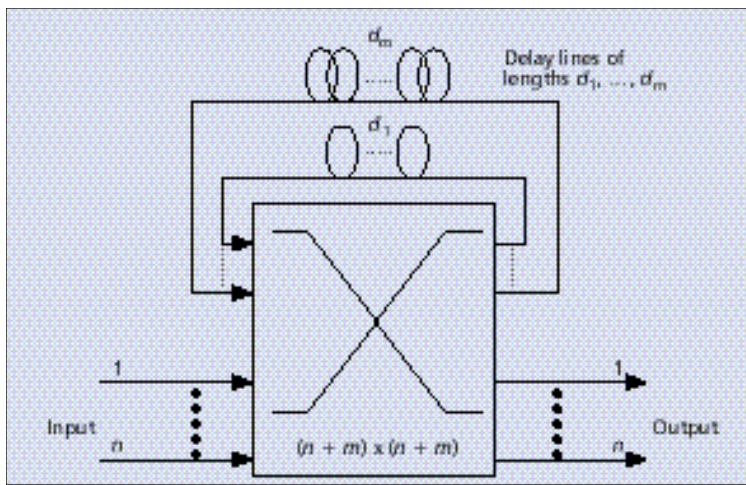 dm
Delay lines of
lengths d1, ..., dm
d1
1
1
Input
Output
n
n
(n + m) x (n + m)